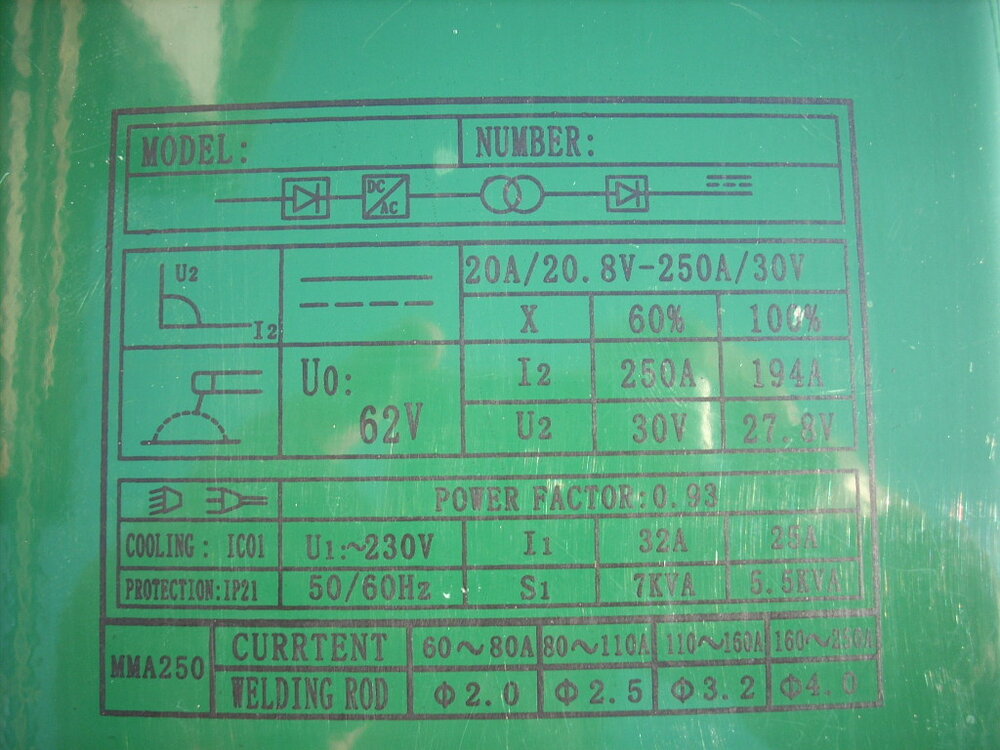 MODEL: NUMBER:
DC
AC
U2 I2
20A/20.8V-250A/30V
X 60% 100%
U0: 62V
I2 250A 194A
U2 30V 27.8V
POWER FACTOR:0.93
COOLING: IC01 U1:~230V I1 32A 25A
PROTECTION:IP21 50/60Hz S1 7KVA 5.5KVA
MMA250
CURRTENT 60~80A 80~110A 110~160A 160~250A
WELDING ROD Φ2.0 Φ2.5 Φ3.2 Φ4.0